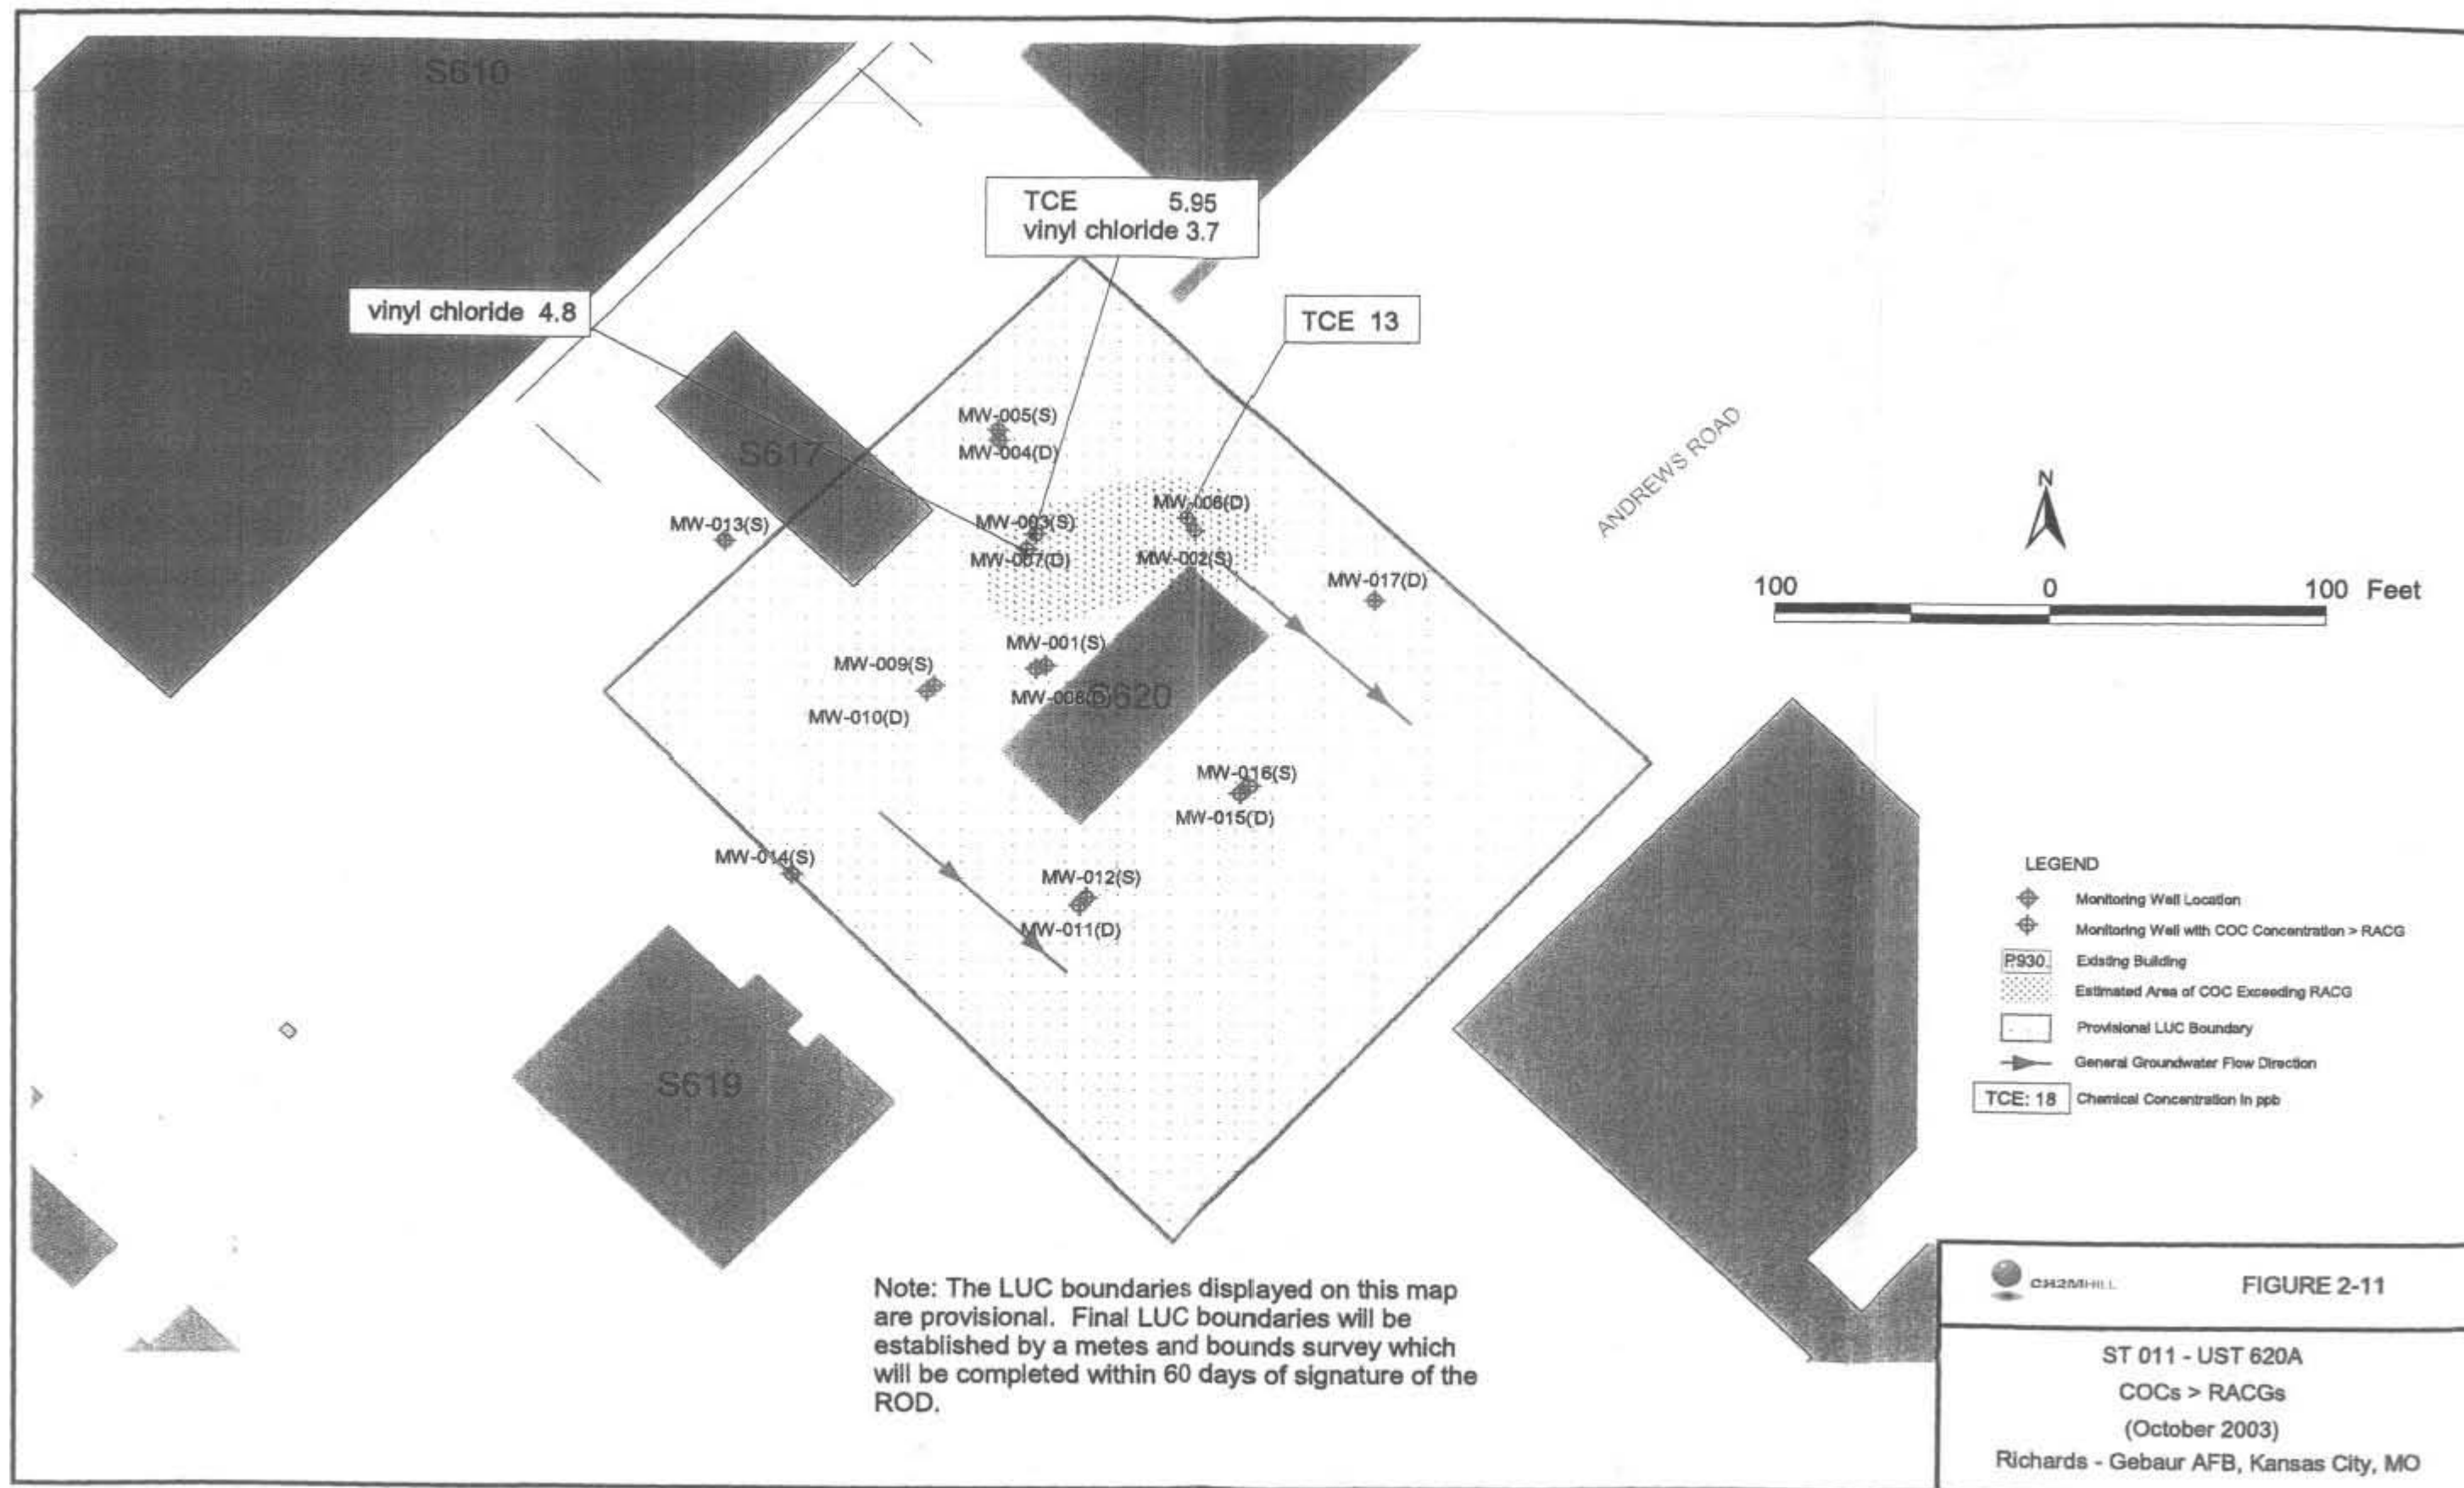 S610
TCE 5.95
vinyl chloride 3.7
vinyl chloride 4.8
TCE 13
MW-005(S)
MW-004(D)
S617
ANDREWS ROAD
N
MW-013(S)
MW-003(S)
MW-007(D)
MW-006(D)
MW-002(S)
MW-017(D)
100 0 100 Feet
MW-001(S)
MW-009(S)
MW-008(D)
S620
MW-010(D)
MW-016(S)
MW-015(D)
MW-014(S)
MW-012(S)
MW-011(D)
S619
LEGEND
Monitoring Well Location
Monitoring Well with COC Concentration > RACG
P930 Existing Building
Estimated Area of COC Exceeding RACG
Provisional LUC Boundary
General Groundwater Flow Direction
TCE: 18 Chemical Concentration in ppb
Note: The LUC boundaries displayed on this map
are provisional. Final LUC boundaries will be
established by a metes and bounds survey which
will be completed within 60 days of signature of the
ROD.
CH2MHILL FIGURE 2-11
ST 011 - UST 620A
COCs > RACGs
(October 2003)
Richards - Gebaur AFB, Kansas City, MO